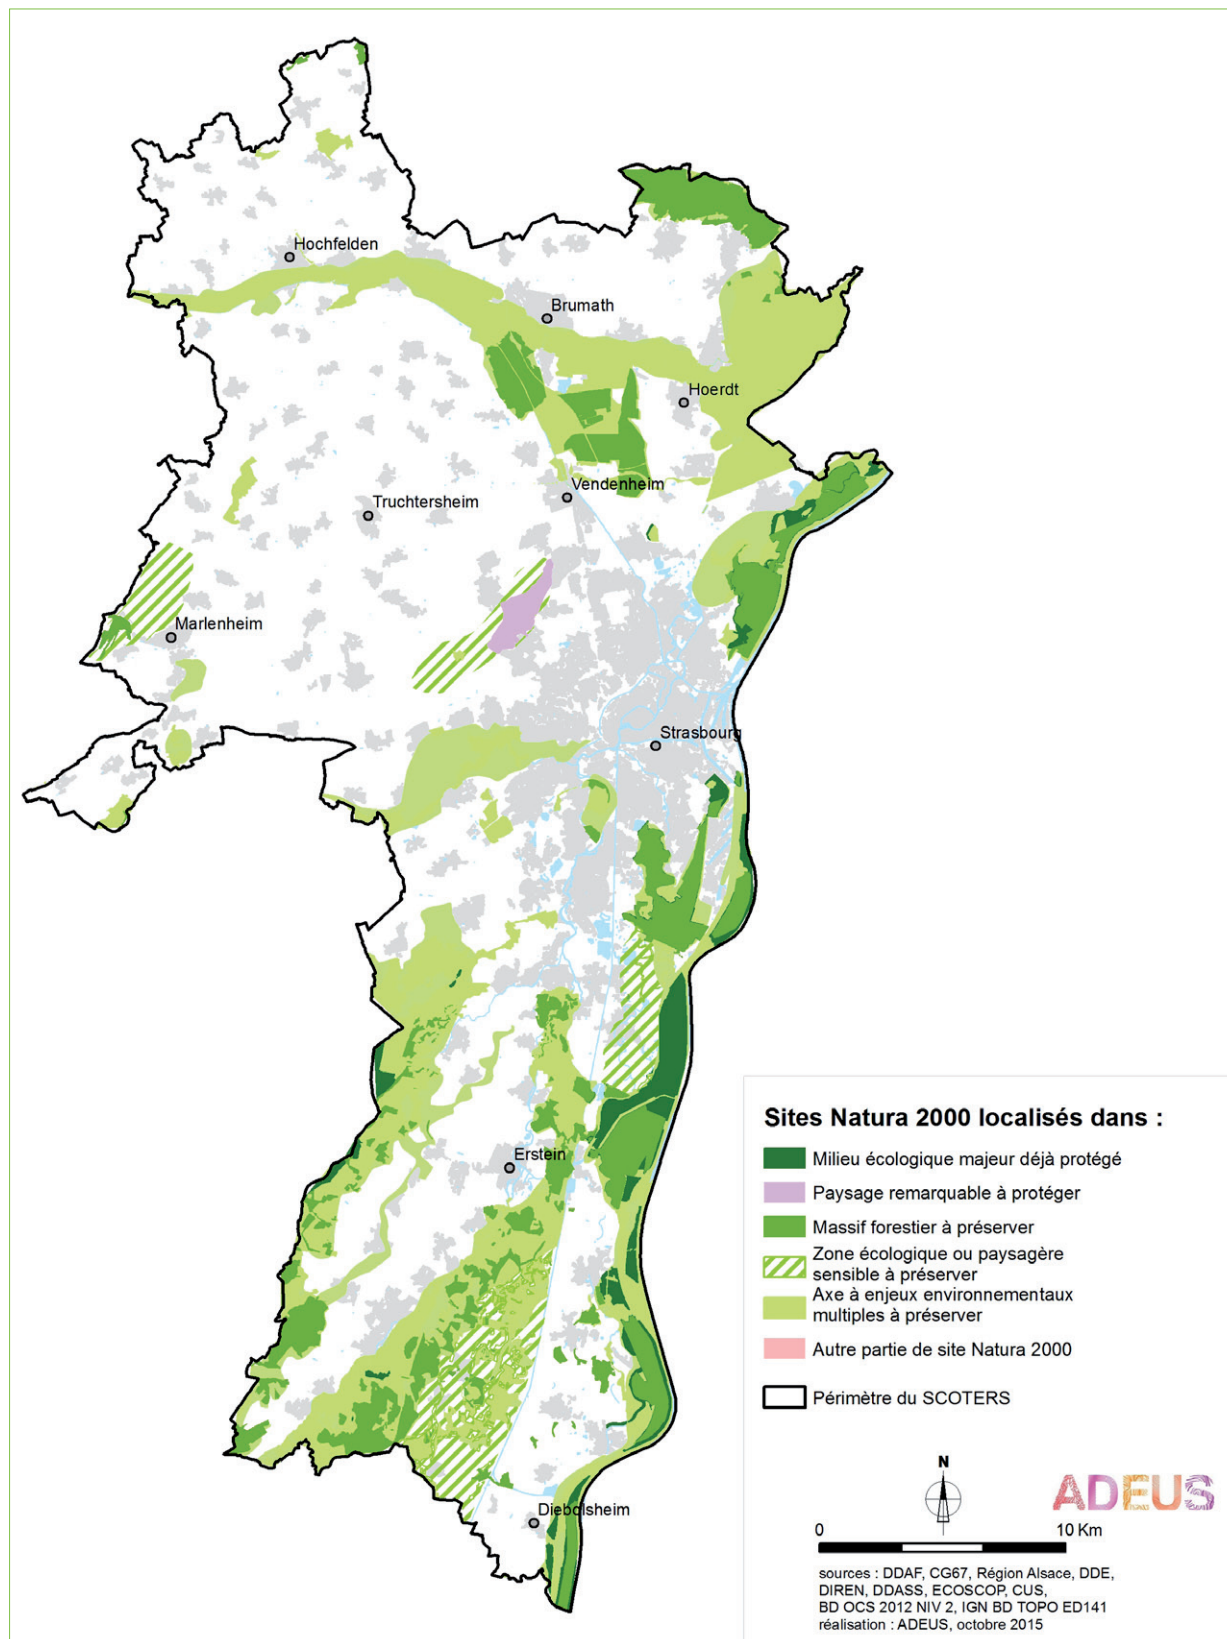 Hochfelden
Brumath
Hoerdt
Vendenheim
Truchtersheim
Marlenheim
Strasbourg
Erstein
Diebolsheim
Sites Natura 2000 localisés dans :
Milieu écologique majeur déjà protégé
Paysage remarquable à protéger
Massif forestier à préserver
Zone écologique ou paysagère
sensible à préserver
Axe à enjeux environnementaux
multiples à préserver
Autre partie de site Natura 2000
Périmètre du SCOTERS
N
ADEUS
0 10 Km
sources : DDAF, CG67, Région Alsace, DDE,
DIREN, DDASS, ECOSCOP, CUS,
BD OCS 2012 NIV 2, IGN BD TOPO ED141
réalisation : ADEUS, octobre 2015